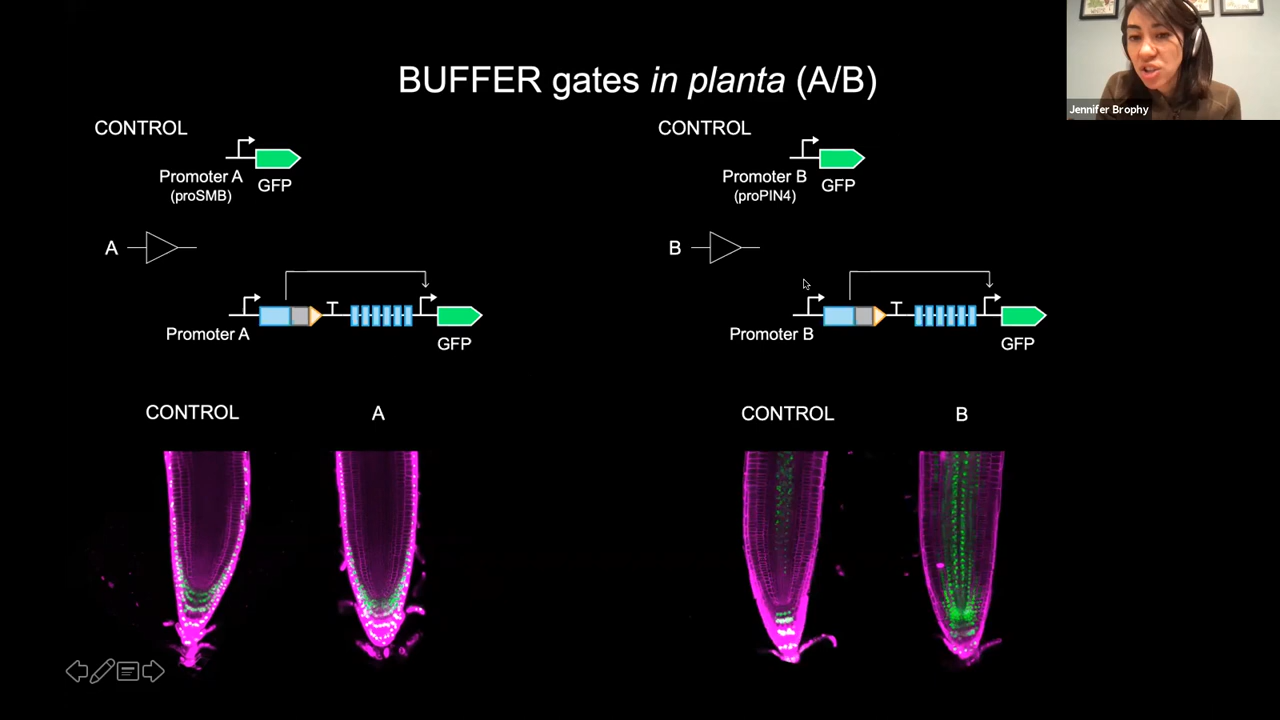 BUFFER gates in planta (A/B)
Jennifer Brophy
CONTROL
Promoter A
(proSMB)
GFP
A
Promoter A
GFP
CONTROL
A
CONTROL
Promoter B
(proPIN4)
GFP
B
Promoter B
GFP
CONTROL
B